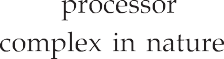 processor
complex in nature